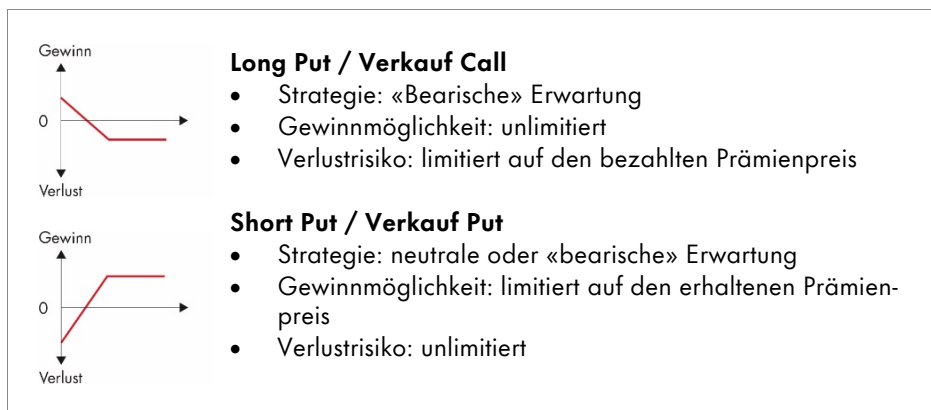 Gewinn
0
Verlust
Long Put / Verkauf Call
• Strategie: «Bearische» Erwartung
• Gewinnmöglichkeit: unlimitiert
• Verlustrisiko: limitiert auf den bezahlten Prämienpreis
Gewinn
0
Verlust
Short Put / Verkauf Put
• Strategie: neutrale oder «bearische» Erwartung
• Gewinnmöglichkeit: limitiert auf den erhaltenen Prämien-
preis
• Verlustrisiko: unlimitiert